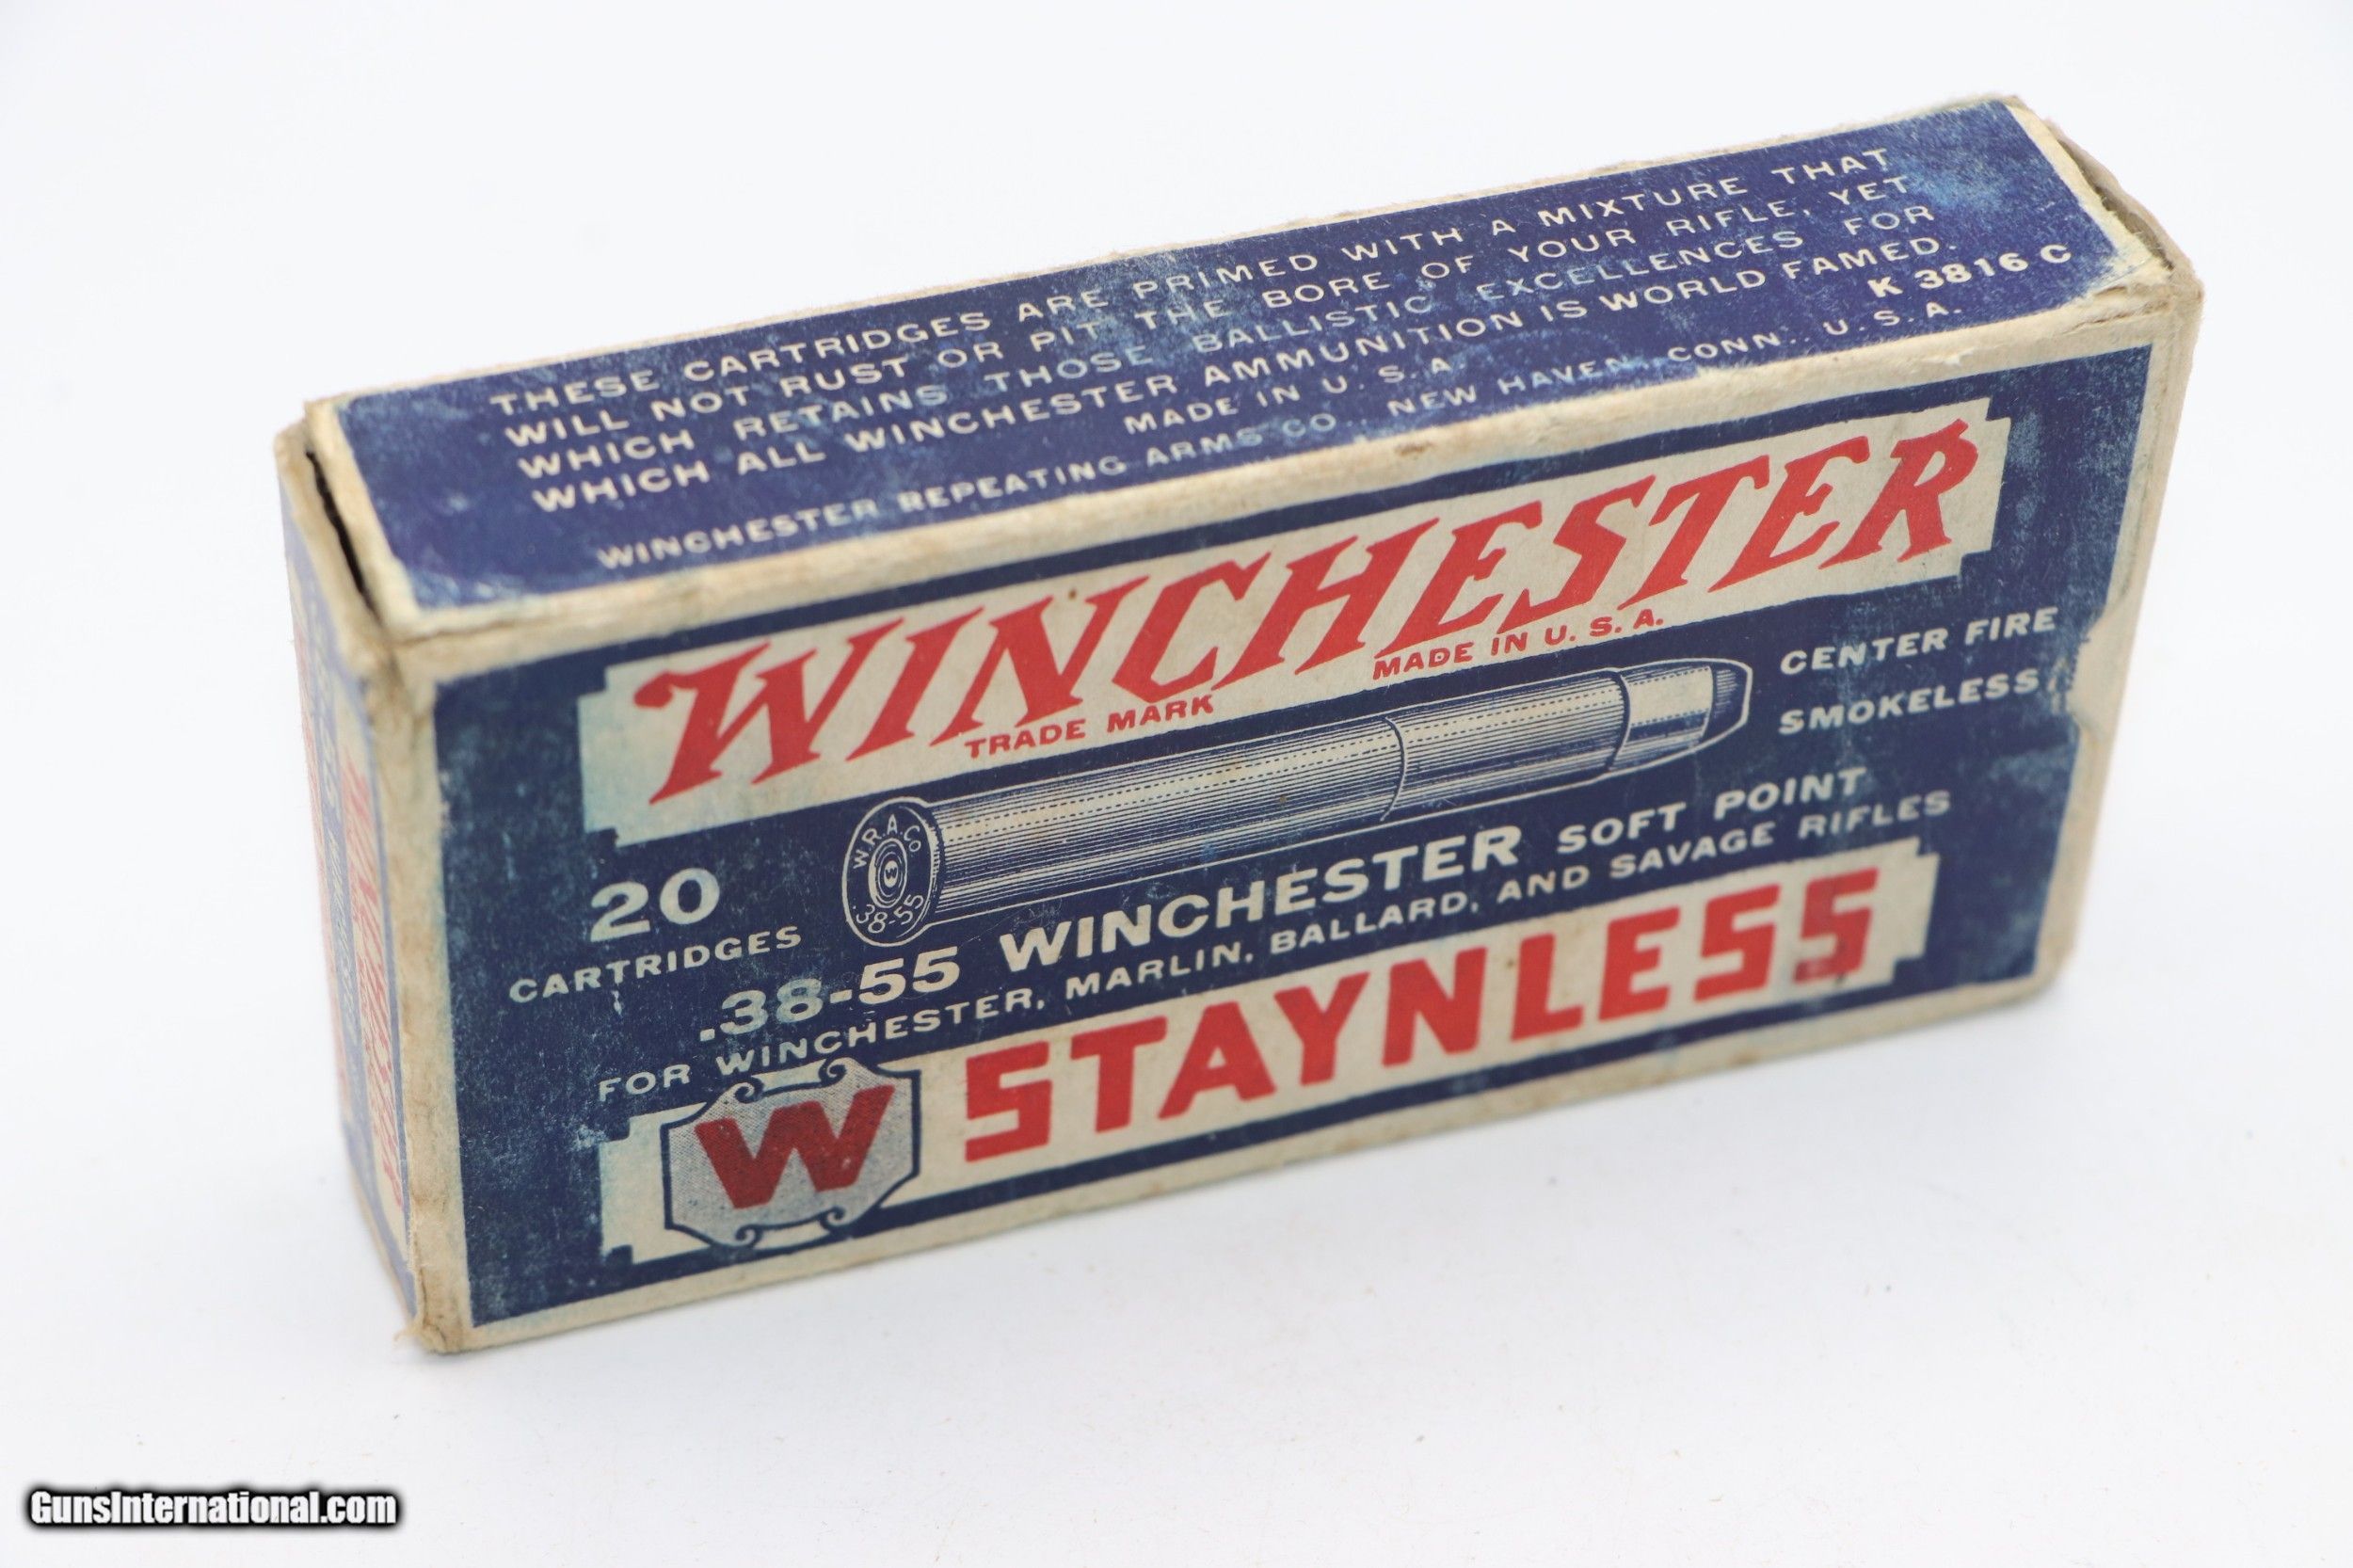 THESE CARTRIDGES ARE PRIMED WITH A MIXTURE THAT
WILL NOT RUST OR PIT THE BORE OF YOUR RIFLE, YET
WHICH RETAINS THOSE BALLISTIC EXCELLENCES FOR
WHICH ALL WINCHESTER AMMUNITION IS WORLD FAMED.
MADE IN U.S.A.
K 3816 C
WINCHESTER REPEATING ARMS CO., NEW HAVEN, CONN., U.S.A.
WINCHESTER
TRADE MARK
MADE IN U.S.A.
CENTER FIRE
SMOKELESS
W.R.A.Co.
W
.38-55
20
CARTRIDGES
.38-55 WINCHESTER SOFT POINT
FOR WINCHESTER, MARLIN, BALLARD, AND SAVAGE RIFLES
W STAYNLESS
GunsInternational.com